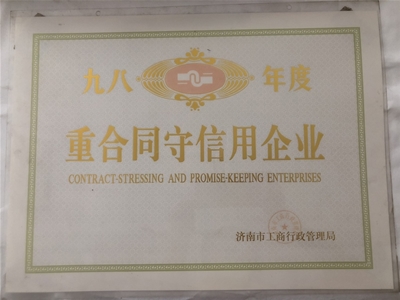 九八 年度
重合同守信用企业
CONTRACT-STRESSING AND PROMISE-KEEPING ENTERPRISES
济南市工商行政管理局